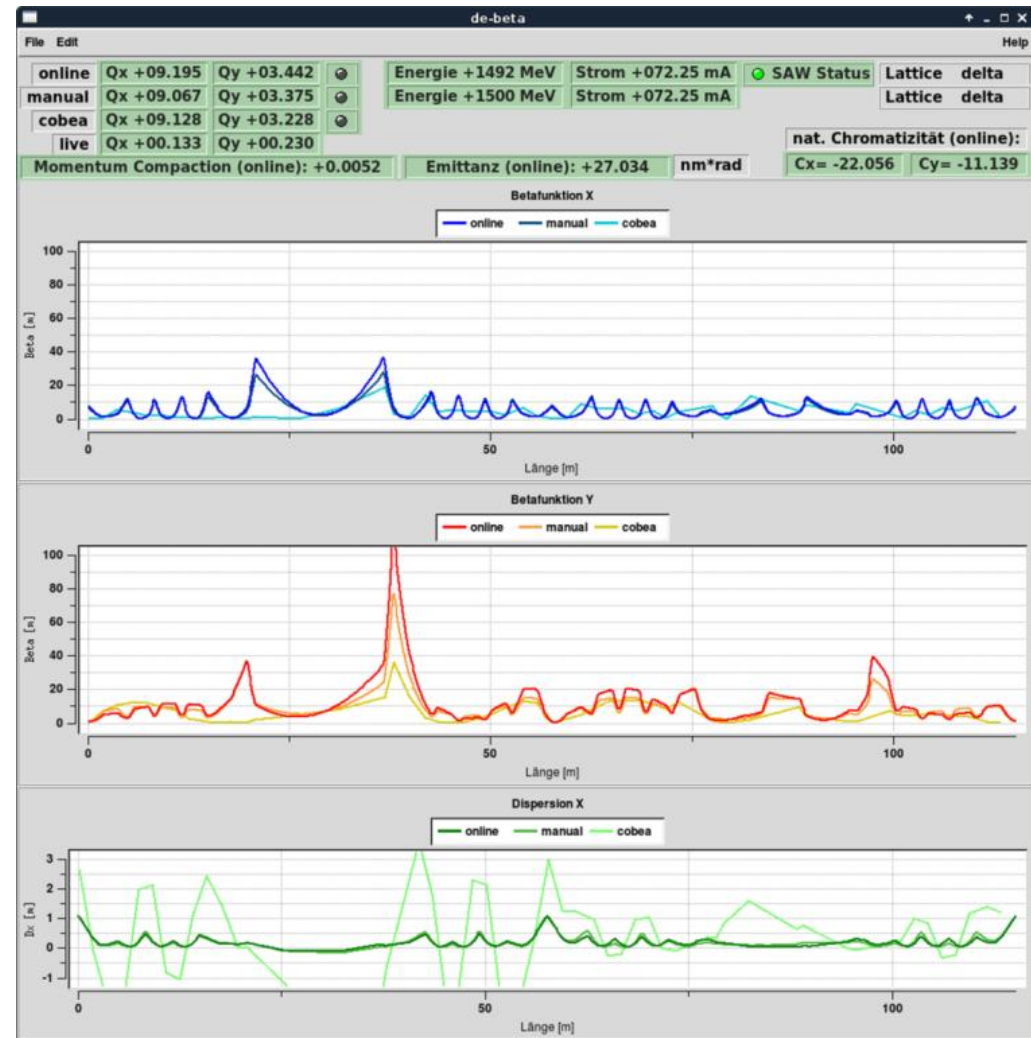 de-beta
File Edit Help
online Qx +09.195 Qy +03.442 Energie +1492 MeV Strom +072.25 mA SAW Status Lattice delta
manual Qx +09.067 Qy +03.375 Energie +1500 MeV Strom +072.25 mA Lattice delta
cobea Qx +09.128 Qy +03.228
live Qx +00.133 Qy +00.230 nat. Chromatizität (online):
Momentum Compaction (online): +0.0052 Emittanz (online): +27.034 nm*rad Cx= -22.056 Cy= -11.139
Betafunktion X
online manual cobea
100
80
60
40
20
0
Beta [m]
0 50 100
Länge [m]
Betafunktion Y
online manual cobea
100
80
60
40
20
0
Beta [m]
0 50 100
Länge [m]
Dispersion X
online manual cobea
3
2
1
0
-1
Dx [m]
0 50 100
Länge [m]